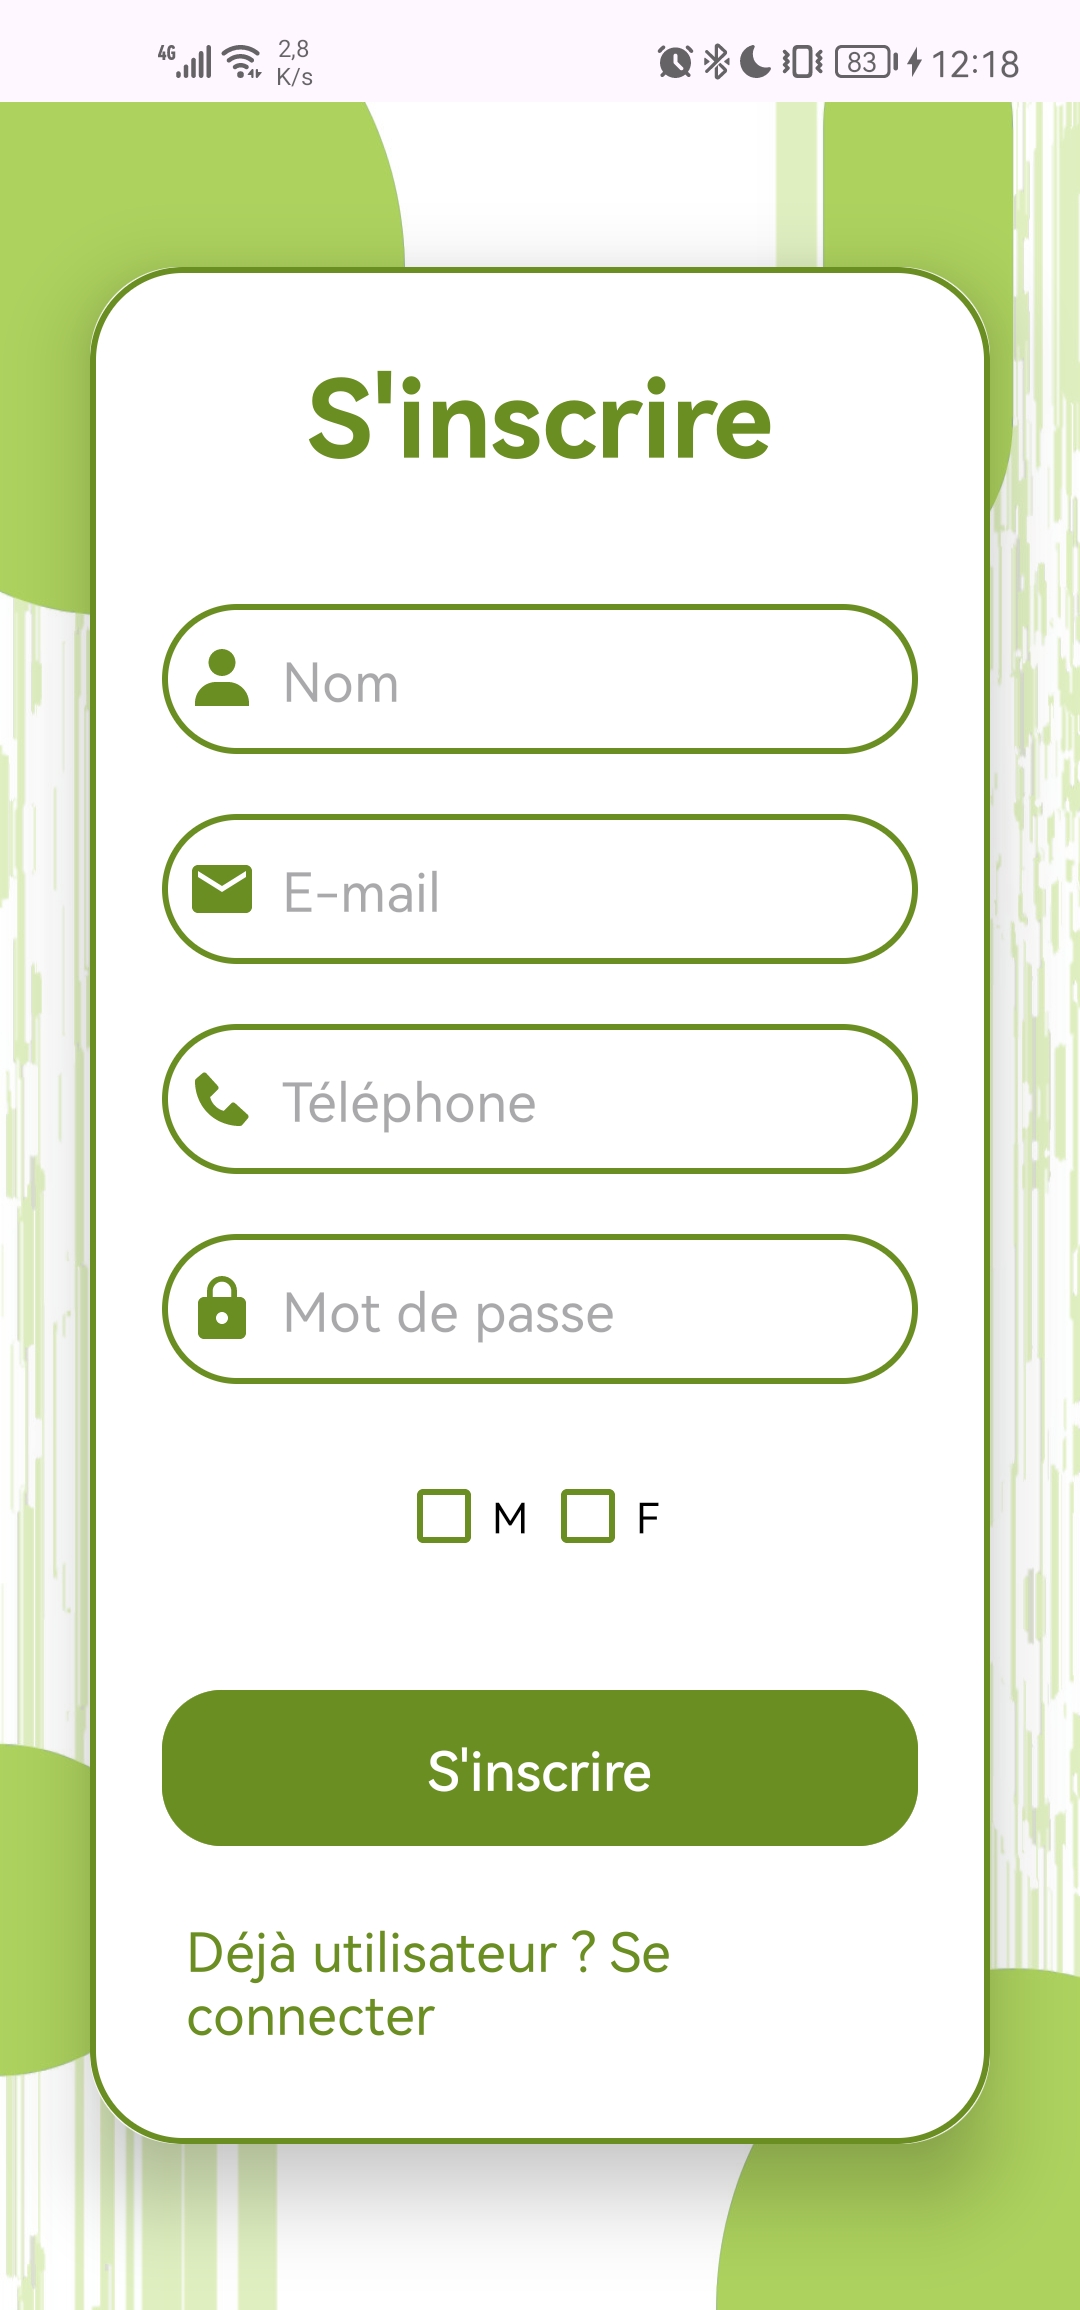 4G 2,8 K/s 83 12:18
S'inscrire
Nom
E-mail
Téléphone
Mot de passe
M F
S'inscrire
Déjà utilisateur ? Se
connecter